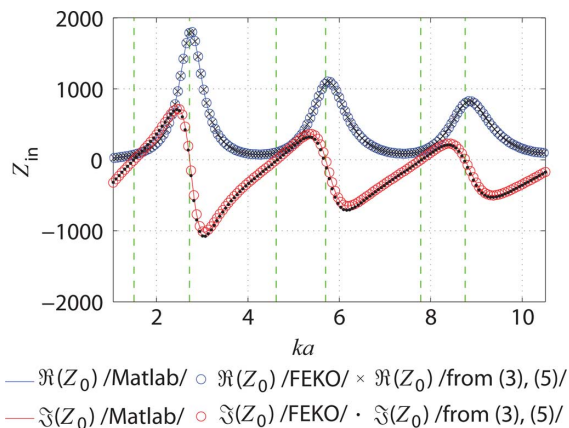 2000
1000
0
−1000
−2000
Z_in
2 4 6 8 10
ka
— ℜ(Z_0) /Matlab/ ○ ℜ(Z_0) /FEKO/ × ℜ(Z_0) /from (3), (5)/
— ℑ(Z_0) /Matlab/ ○ ℑ(Z_0) /FEKO/ · ℑ(Z_0) /from (3), (5)/